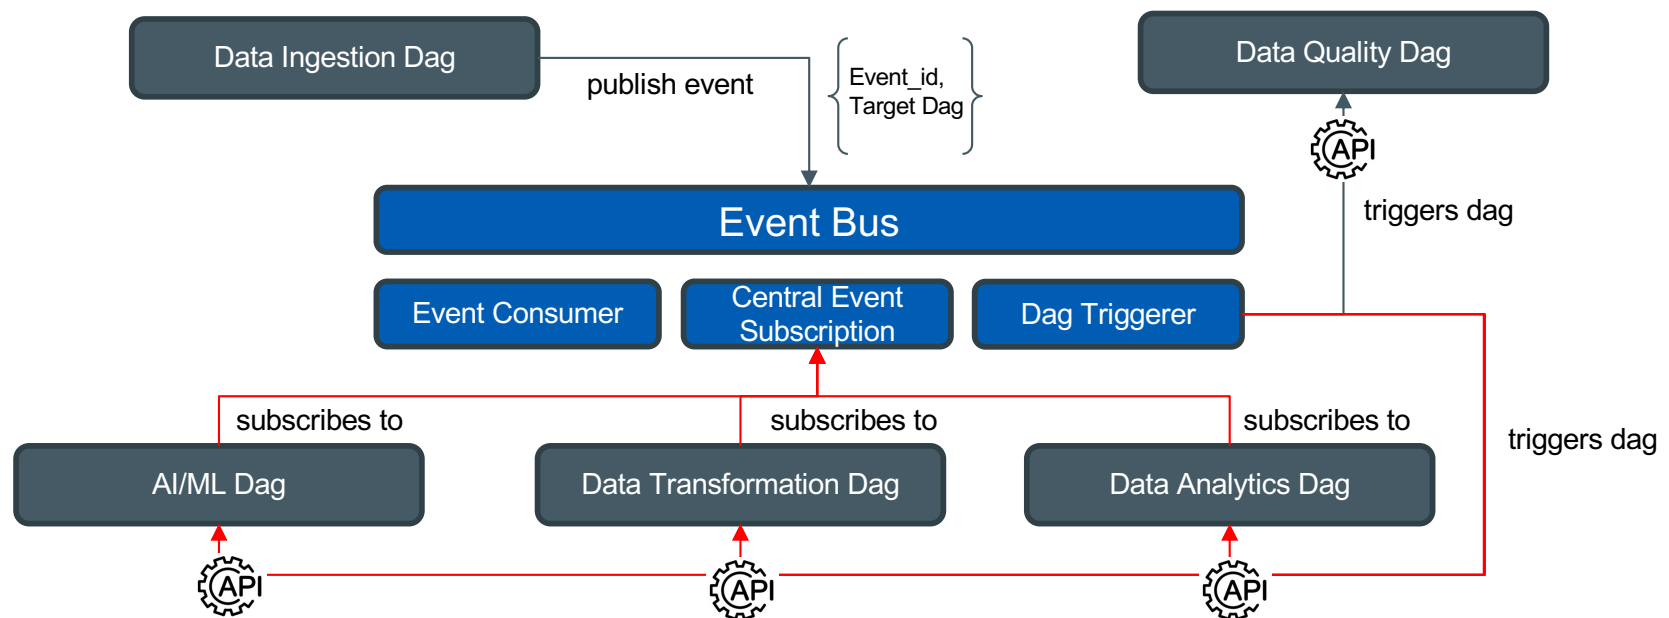 Data Ingestion Dag
publish event
Event_id,
Target Dag
Data Quality Dag
API
triggers dag
Event Bus
Event Consumer
Central Event
Subscription
Dag Triggerer
subscribes to
subscribes to
subscribes to
triggers dag
AI/ML Dag
Data Transformation Dag
Data Analytics Dag
API
API
API